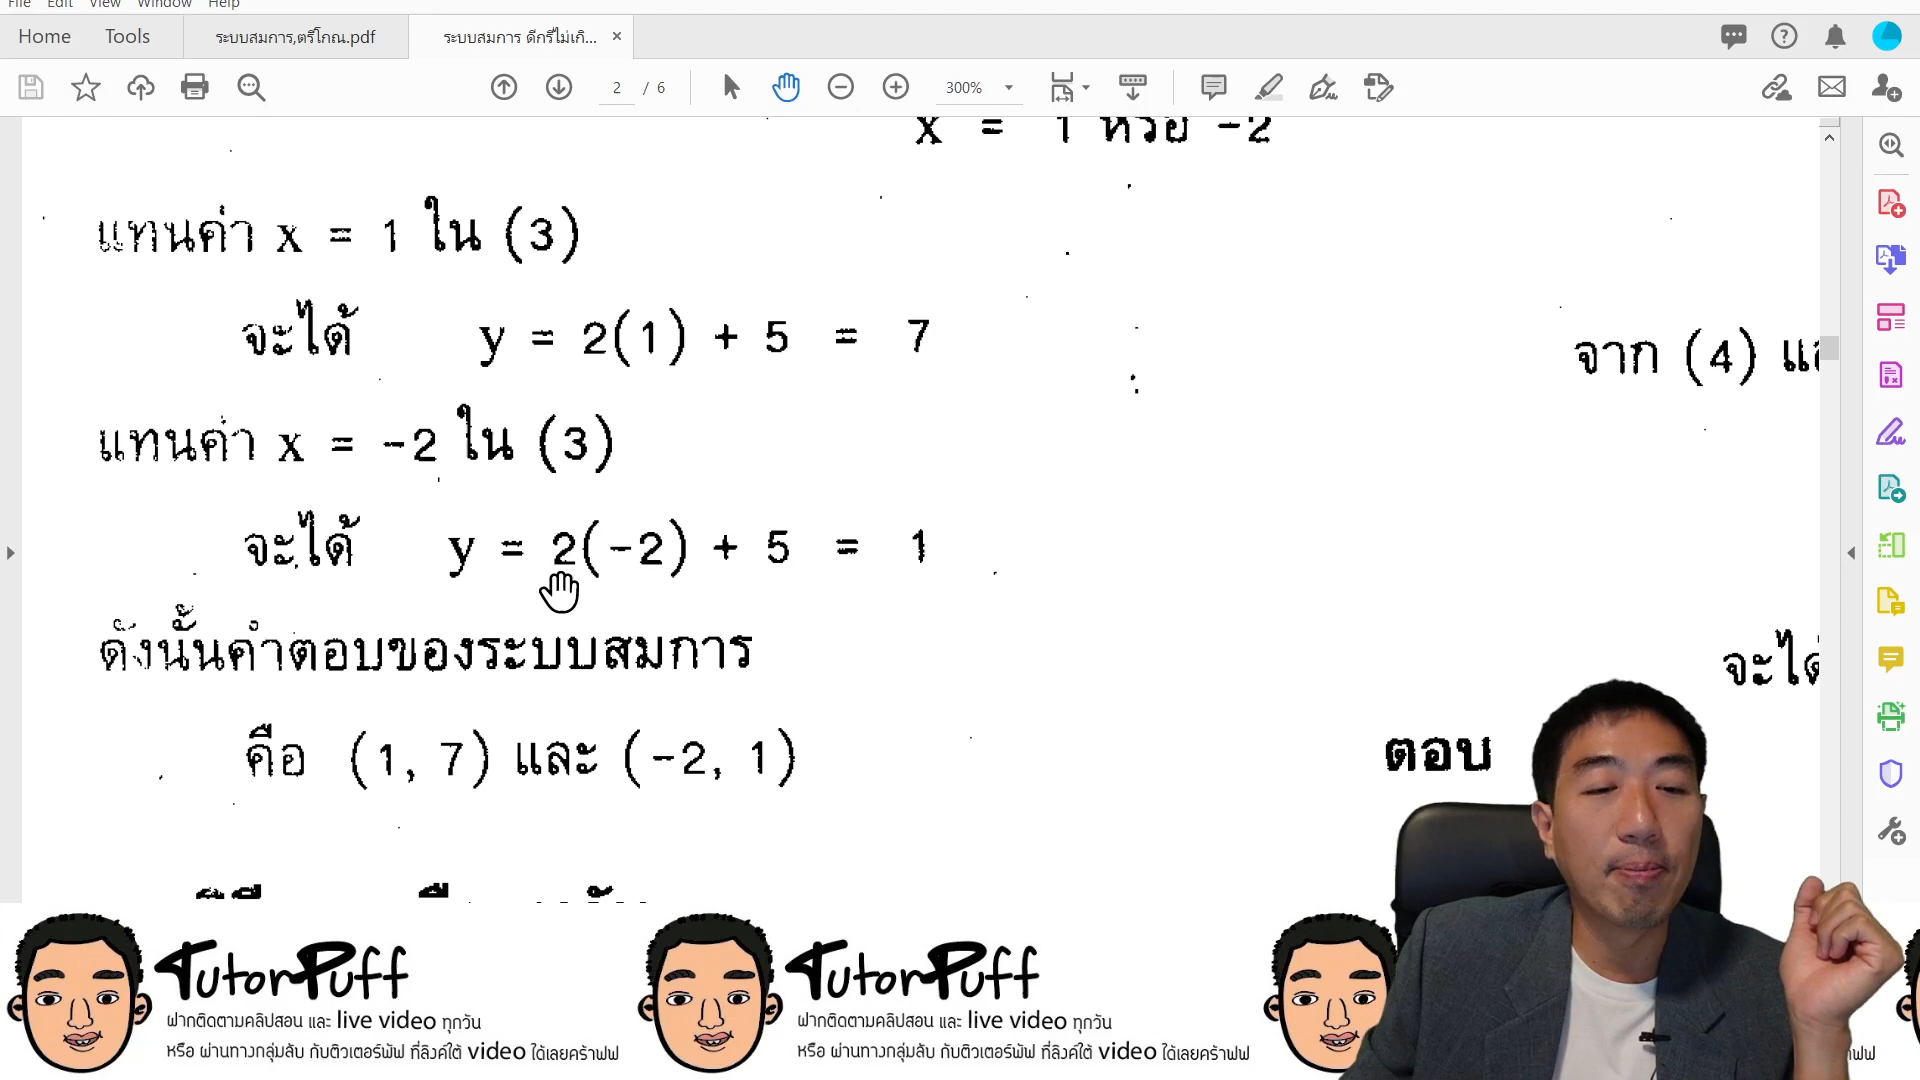 File Edit View Window Help
Home Tools ระบบสมการ,ตรีโกณ.pdf ระบบสมการ ดีกรีไม่เกิ... ×
2 / 6 300%
x = 1 หรือ -2
แทนค่า x = 1 ใน (3)
จะได้ y = 2(1) + 5 = 7
แทนค่า x = -2 ใน (3)
จะได้ y = 2(-2) + 5 = 1
ดังนั้นคำตอบของระบบสมการ
คือ (1, 7) และ (-2, 1)
จาก (4)
จะได้
ตอบ
TutorPuff
ฝากติดตามคลิปสอน และ live video ทุกวัน
หรือ ผ่านทางกลุ่มลับ กับติวเตอร์พัฟ ที่ลิงค์ใต้ video ได้เลยคร้าฟฟ
TutorPuff
ฝากติดตามคลิปสอน และ live video ทุกวัน
หรือ ผ่านทางกลุ่มลับ กับติวเตอร์พัฟ ที่ลิงค์ใต้ video ได้เลยคร้าฟฟ